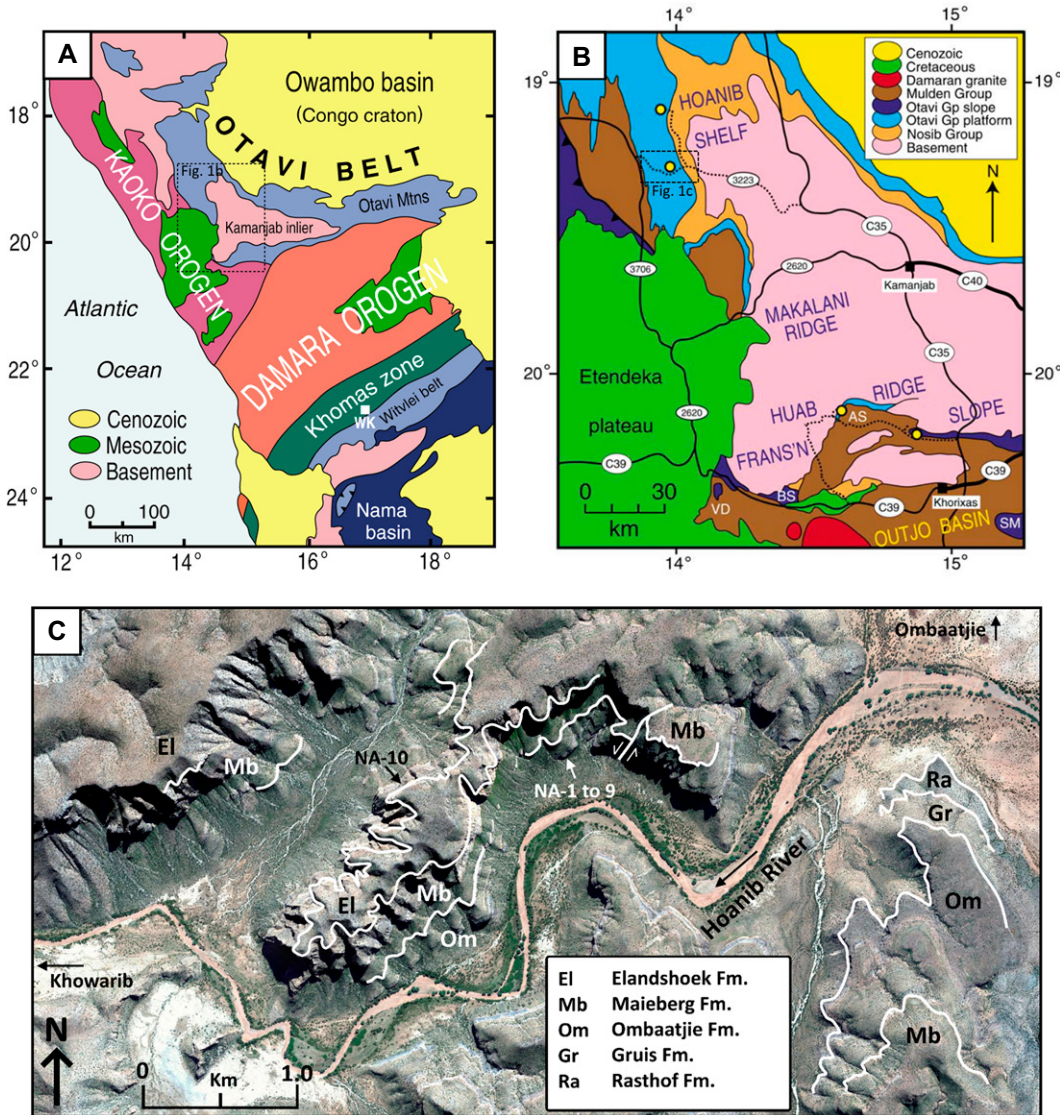 A
Owambo basin
(Congo craton)
OTAVI BELT
Fig. 1b
Otavi Mtns
Kamanjab inlier
KAOKO OROGEN
Atlantic
Ocean
DAMARA OROGEN
Khomas zone
WK
Witvlei belt
Nama
basin
Cenozoic
Mesozoic
Basement
0 100
km
18°
20°
22°
24°
12° 14° 16° 18°
B
14° 15°
19°
20°
Cenozoic
Cretaceous
Damaran granite
Mulden Group
Otavi Gp slope
Otavi Gp platform
Nosib Group
Basement
N
HOANIB
SHELF
Fig. 1c
3223
C35
2620
3706
Kamanjab
C40
MAKALANI
RIDGE
C35
Etendeka
plateau
2620
HUAB RIDGE
AS
FRANS'N SLOPE
C39
C39
0 30
km
BS
VD
C39
Khorixas
OUTJO BASIN
SM
19°
20°
14° 15°
C
Ombaatjie
El
Mb
NA-10
NA-1 to 9
Mb
Ra
Gr
Om
Hoanib River
El
Mb
Om
Mb
Khowarib
N
0 1.0
Km
El Elandshoek Fm.
Mb Maieberg Fm.
Om Ombaatjie Fm.
Gr Gruis Fm.
Ra Rasthof Fm.